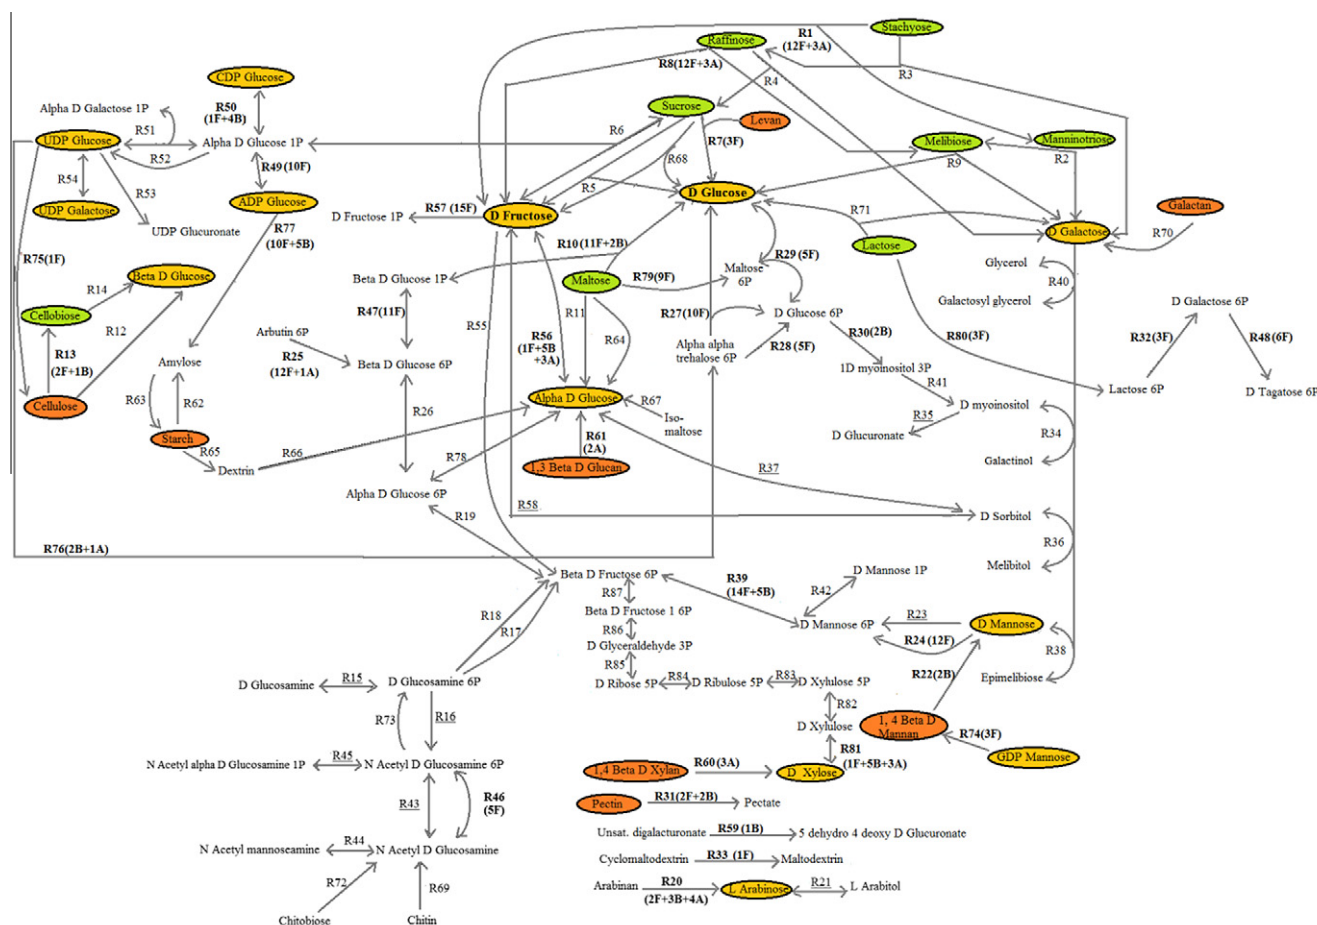 Stachyose
Raffinose
R1
(12F+3A)
R8(12F+3A)
R3
R4
CDP Glucose
Alpha D Galactose 1P
R50
(1F+4B)
Sucrose
Levan
UDP Glucose
R51
Alpha D Glucose 1P
R6
R7(3F)
Melibiose
Manninotriose
R52
R49(10F)
R68
R9
R2
R54
R53
R5
D Glucose
UDP Galactose
ADP Glucose
D Fructose 1P
R57 (15F)
D Fructose
R71
Galactan
UDP Glucuronate
R77
(10F+5B)
D Galactose
R70
R75(1F)
R10(11F+2B)
R29 (5F)
Lactose
Glycerol
R40
Galactosyl glycerol
Beta D Glucose
R14
Beta D Glucose 1P
Maltose
R79(9F)
Maltose
6P
Cellobiose
R12
R47(11F)
R55
R11
R27(10F)
D Glucose 6P
D Galactose 6P
Arbutin 6P
R56
(1F+5B
+3A)
R64
Alpha alpha
trehalose 6P
R28 (5F)
R30(2B)
R80(3F)
R32(3F)
R48(6F)
R13
(2F+1B)
Amylose
R25
(12F+1A)
Beta D Glucose 6P
1D myoinositol 3P
R41
Lactose 6P
D Tagatose 6P
Cellulose
R63
R62
R26
Alpha D Glucose
R67
Iso-
maltose
D myoinositol
R35
D Glucuronate
R34
Galactinol
Starch
R65
Dextrin
R66
R78
R61
(2A)
1,3 Beta D Glucan
R37
Alpha D Glucose 6P
R19
R58
D Sorbitol
R36
Melibitol
R76(2B+1A)
Beta D Fructose 6P
R39
(14F+5B)
D Mannose 1P
R42
R87
Beta D Fructose 1 6P
R86
D Glyceraldehyde 3P
R85
R18
R17
D Mannose 6P
R23
R24 (12F)
D Mannose
R38
Epimelibiose
R22(2B)
D Glucosamine
R15
D Glucosamine 6P
D Ribose 5P
R84
D Ribulose 5P
R83
D Xylulose 5P
R82
R73
R16
D Xylulose
1, 4 Beta D
Mannan
R74(3F)
GDP Mannose
R81
(1F+5B+3A)
N Acetyl alpha D Glucosamine 1P
R45
N Acetyl D Glucosamine 6P
1,4 Beta D Xylan
R60 (3A)
D Xylose
R43
R46
(5F)
Pectin
R31(2F+2B)
Pectate
Unsat. digalacturonate
R59 (1B)
5 dehydro 4 deoxy D Glucuronate
N Acetyl mannoseamine
R44
N Acetyl D Glucosamine
Cyclomaltodextrin
R33 (1F)
Maltodextrin
R72
R69
Arabinan
R20
(2F+3B+4A)
L Arabinose
R21
L Arabitol
Chitobiose
Chitin